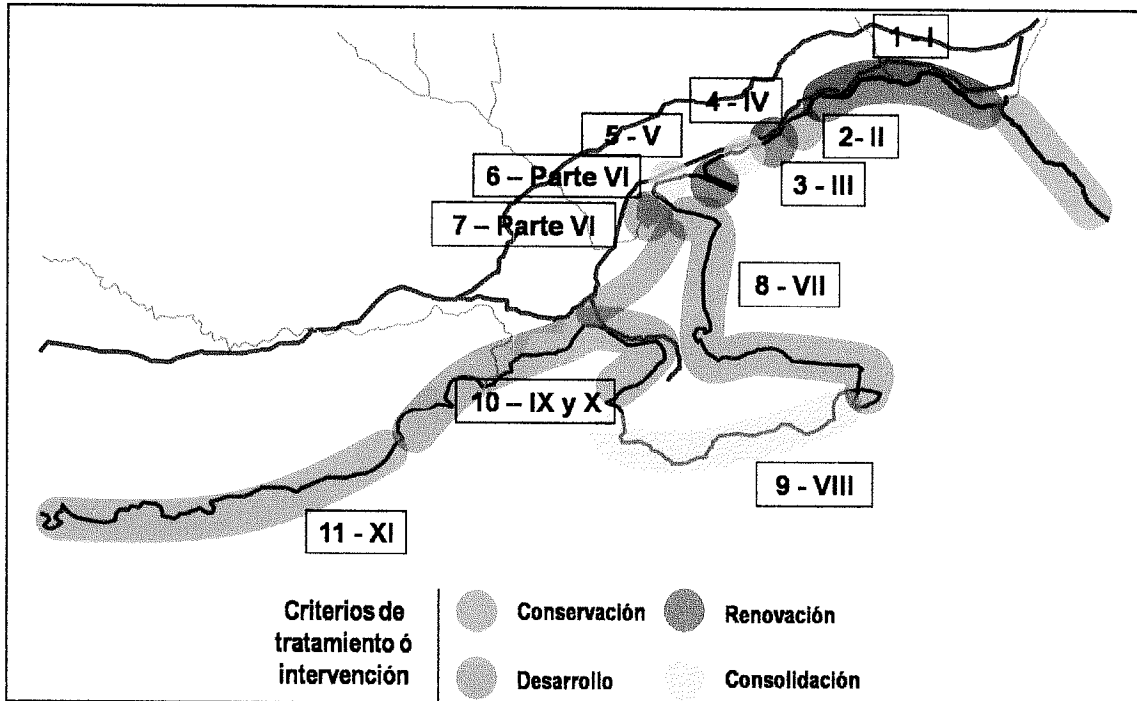 1 - I
4 - IV
5 - V
2- II
6 – Parte VI
3 - III
7 – Parte VI
8 - VII
10 – IX y X
9 - VIII
11 - XI
Criterios de
tratamiento ó
intervención
Conservación
Renovación
Desarrollo
Consolidación